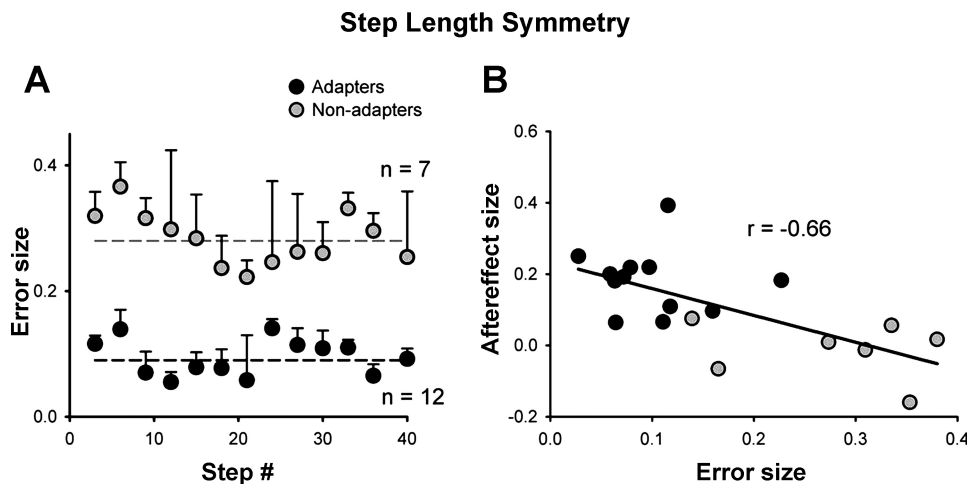 Step Length Symmetry
A
Adapters
Non-adapters
n = 7
n = 12
Error size
0.4
0.2
0.0
0 10 20 30 40
Step #
B
r = -0.66
Aftereffect size
0.6
0.4
0.2
0.0
-0.2
0.0 0.1 0.2 0.3 0.4
Error size